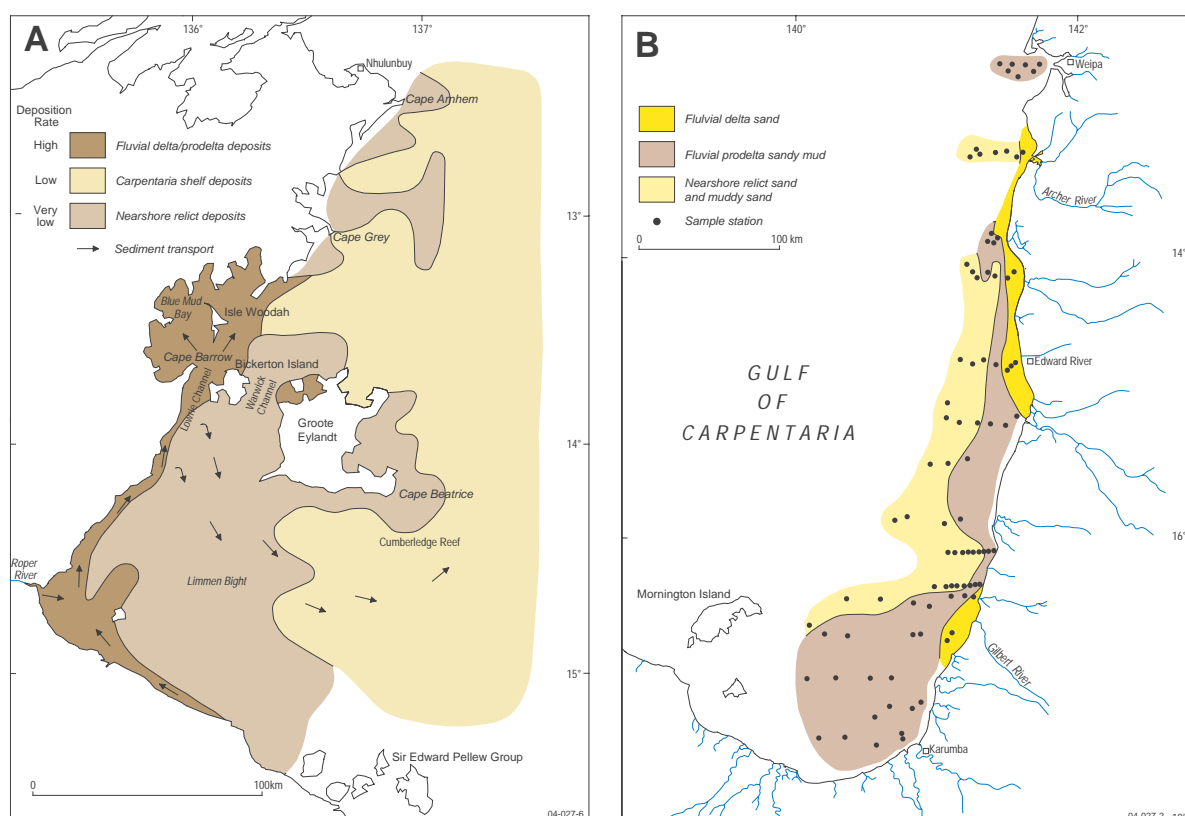 A
136°
137°
Nhulunbuy
Cape Arnhem
Deposition
Rate
High
Fluvial delta/prodelta deposits
Low
Carpentaria shelf deposits
Very
low
Nearshore relict deposits
Sediment transport
13°
Cape Grey
Blue Mud
Bay
Isle Woodah
Cape Barrow
Bickerton Island
Lowrie Channel
Warwick
Channel
Groote
Eylandt
14°
Cape Beatrice
Cumberledge Reef
Roper
River
Limmen Bight
15°
Sir Edward Pellew Group
0
100km
04-027-6
B
140°
142°
Weipa
Flulvial delta sand
Fluvial prodelta sandy mud
Nearshore relict sand
and muddy sand
Sample station
0
100 km
Archer River
14°
Edward River
GULF
OF
CARPENTARIA
16°
Mornington Island
Gilbert River
Karumba